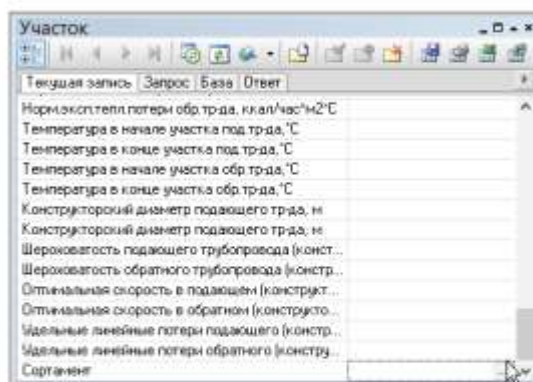 Участок
Текущая запись Запрос База Ответ
Норм.эксп.тепл.потери обр.тр-да, ккал/час*м2*С
Температура в начале участка под.тр-да,°С
Температура в конце участка под.тр-да,°С
Температура в начале участка обр.тр-да,°С
Температура в конце участка обр.тр-да,°С
Конструкторский диаметр подающего тр-да, м
Конструкторский диаметр подающего тр-да, м
Шероховатость подающего трубопровода (конст...
Шероховатость обратного трубопровода (констр...
Оптимальная скорость в подающем (конструкт...
Оптимальная скорость в обратном (конструкто...
Удельные линейные потери подающего (констр...
Удельные линейные потери обратного (констру...
Сортамент